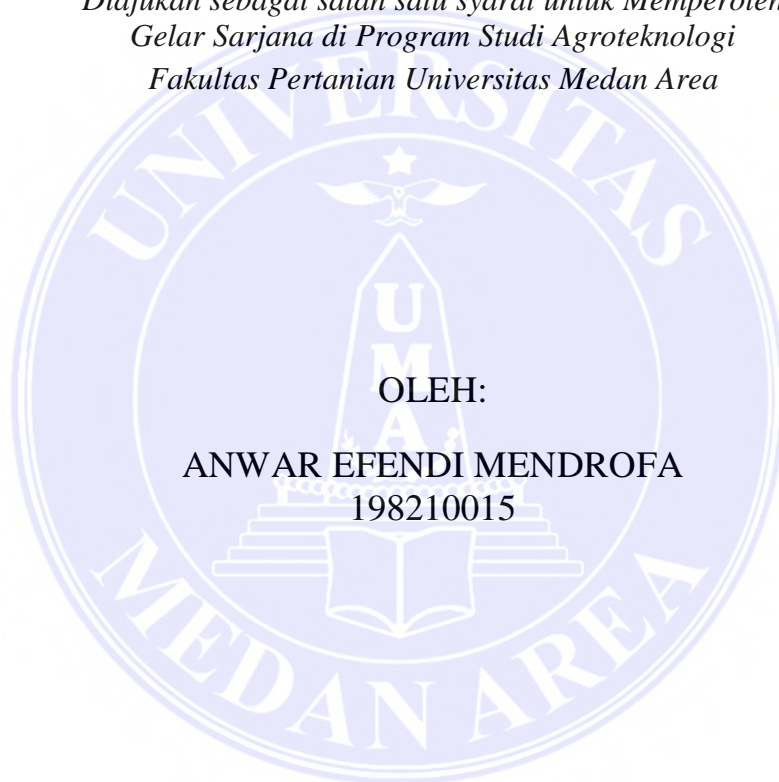 Diajukan sebagai salah satu syarat untuk Memperoleh
Gelar Sarjana di Program Studi Agroteknologi
Fakultas Pertanian Universitas Medan Area
UNIVERSITAS
UMA
OLEH:
ANWAR EFENDI MENDROFA
198210015
MEDAN AREA